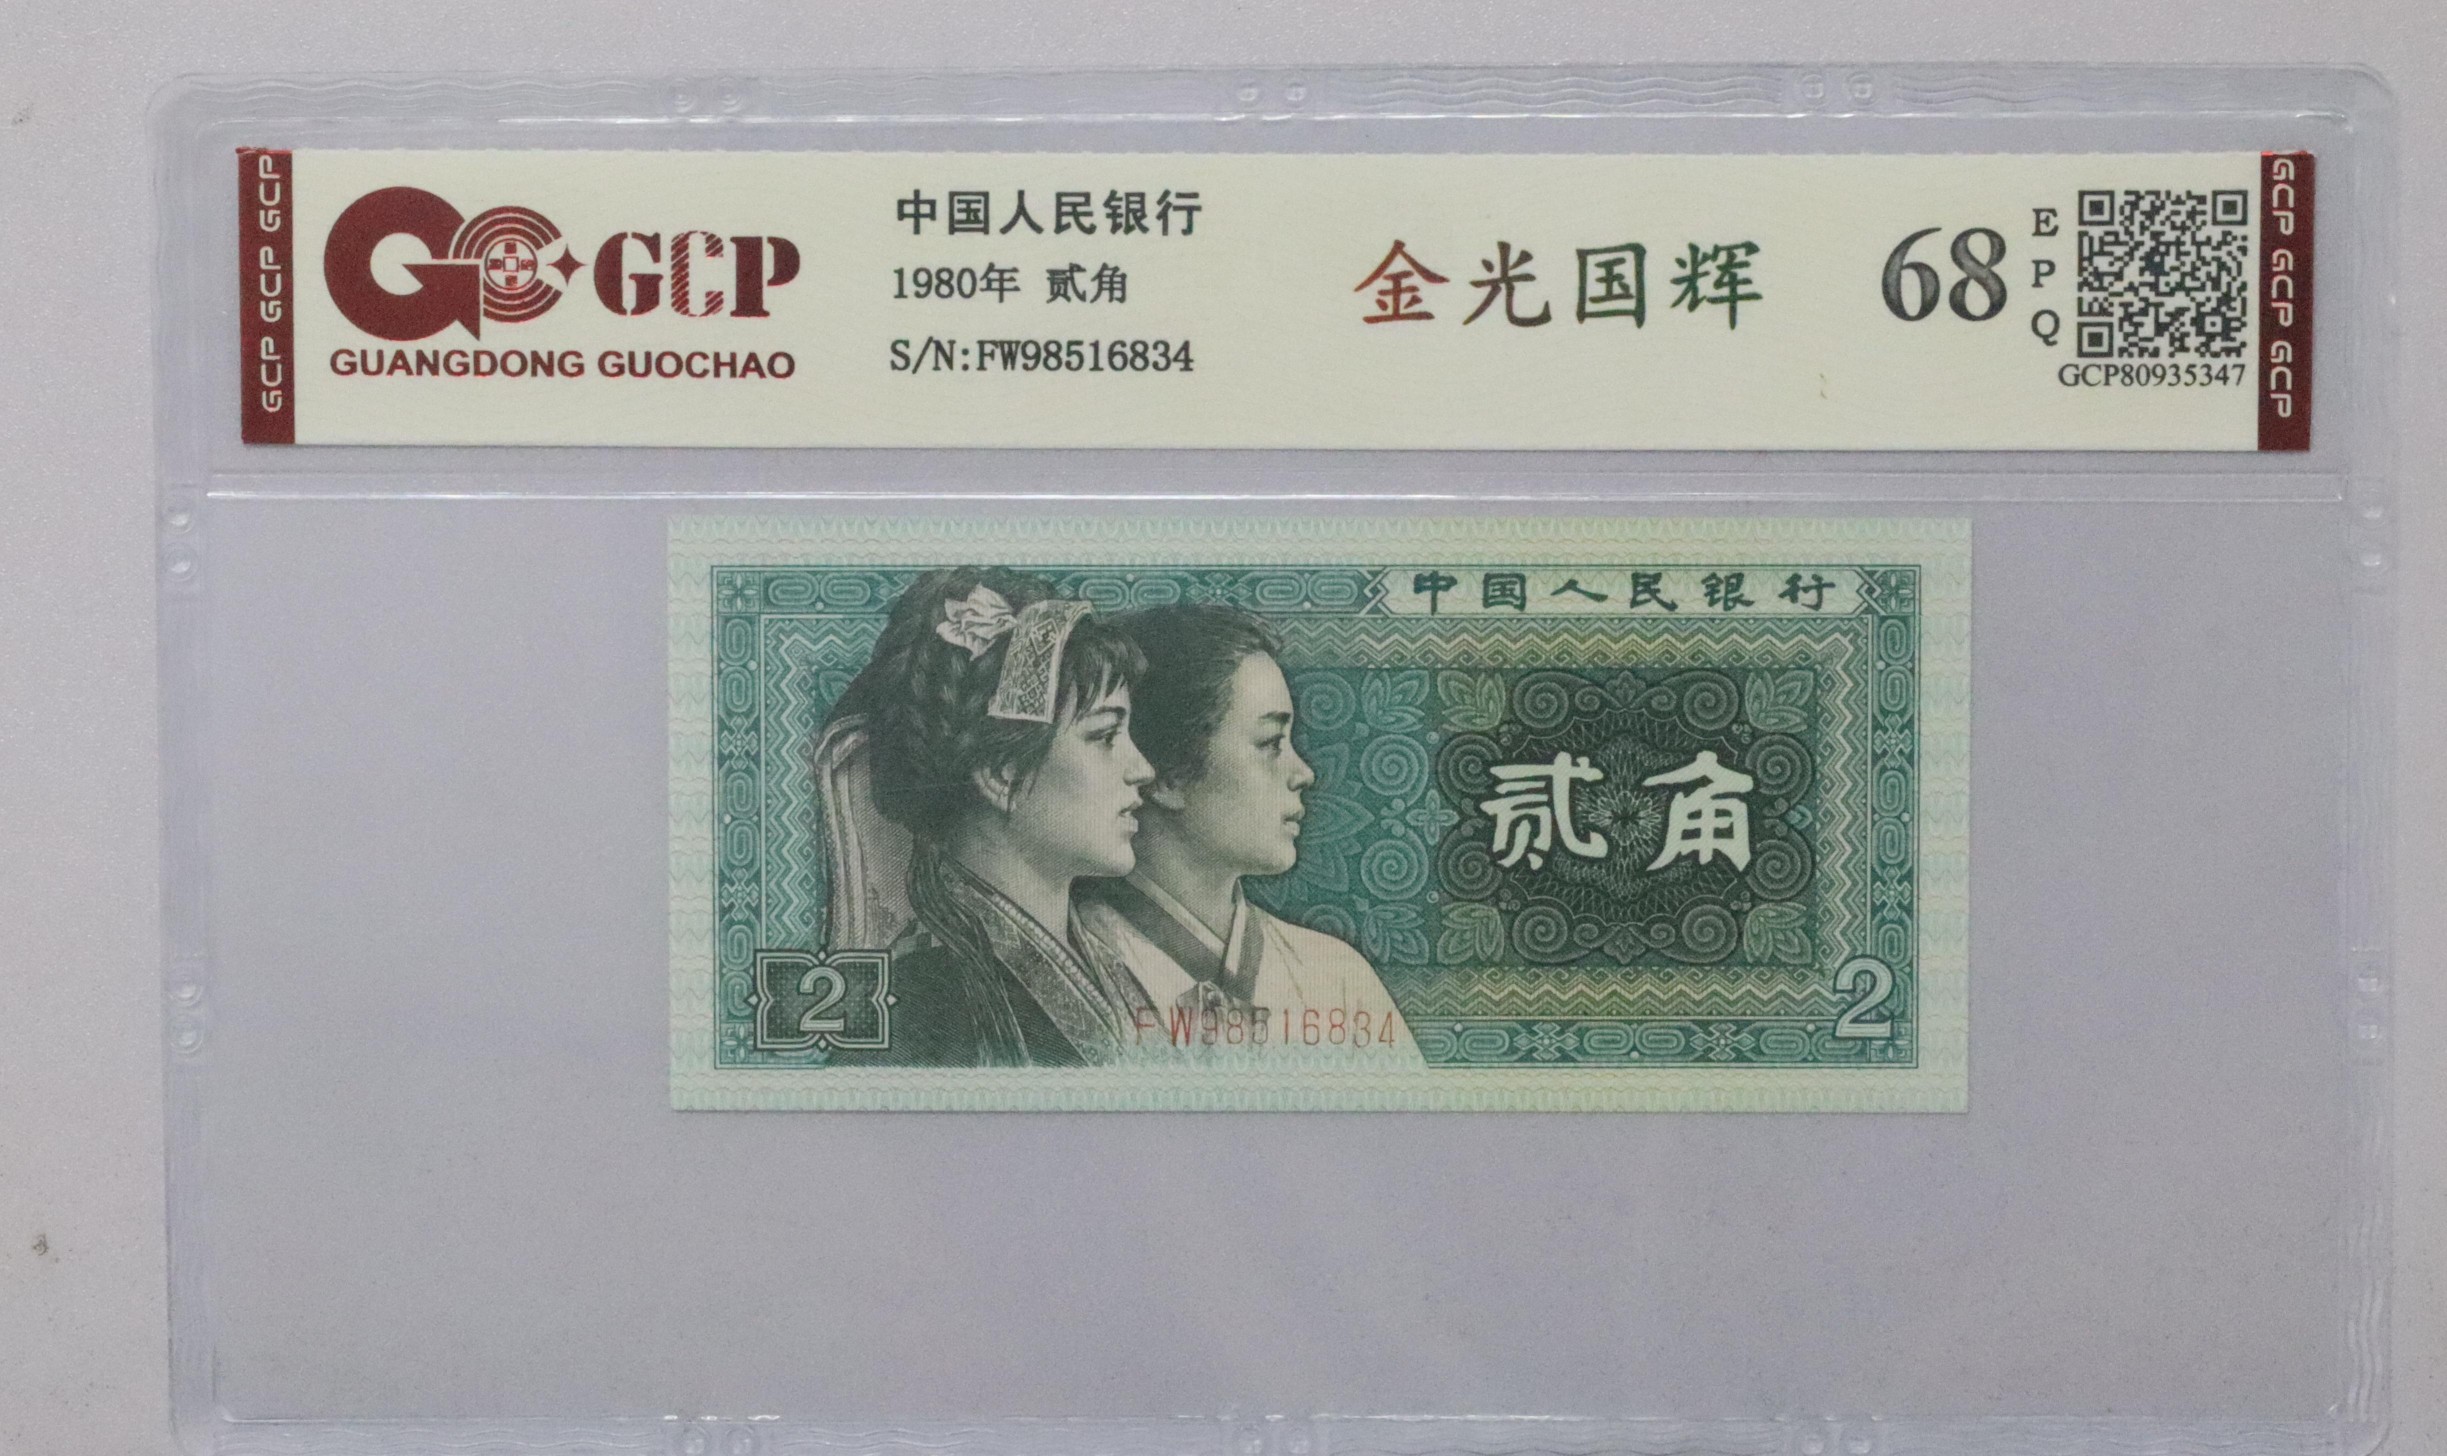 GCP GCP GCP
GCP
GUANGDONG GUOCHAO
中国人民银行
1980年 贰角
S/N:FW98516834
金光国辉
68
E
P
Q
GCP80935347
GCP GCP GCP
中国人民银行
贰角
2
2
FW98516834